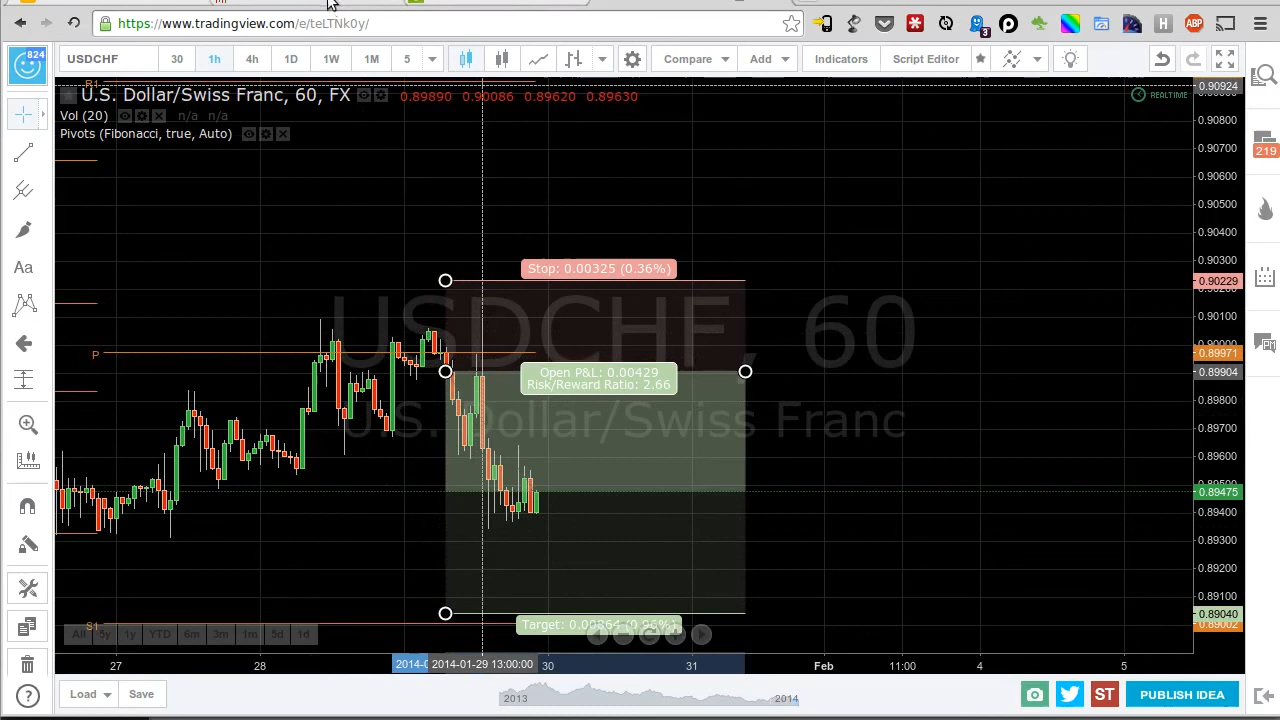 https://www.tradingview.com/e/teLTNk0y/
3
ABP
H
824
USDCHF
30
1h
4h
1D
1W
1M
5
Compare
Add
Indicators
Script Editor
R1
U.S. Dollar/Swiss Franc, 60, FX
0.89890 0.90086 0.89620 0.89630
REALTIME
Vol (20)
n/a n/a
Pivots (Fibonacci, true, Auto)
Aa
219
0.90924
0.90800
0.90700
0.90600
0.90500
0.90400
0.90300
0.90229
0.90100
0.89971
0.89904
0.89800
0.89700
0.89600
0.89475
0.89400
0.89300
0.89200
0.89100
0.89040
0.89002
USDCHF, 60
U.S. Dollar/Swiss Franc
Stop: 0.00325 (0.36%)
P
Open P&L: 0.00429
Risk/Reward Ratio: 2.66
Target: 0.00864 (0.96%)
S1
All
5y
1y
YTD
6m
3m
1m
5d
1d
27
28
2014-01-29 13:00:00
30
31
Feb
11:00
4
5
?
Load
Save
2013
2014
ST
PUBLISH IDEA